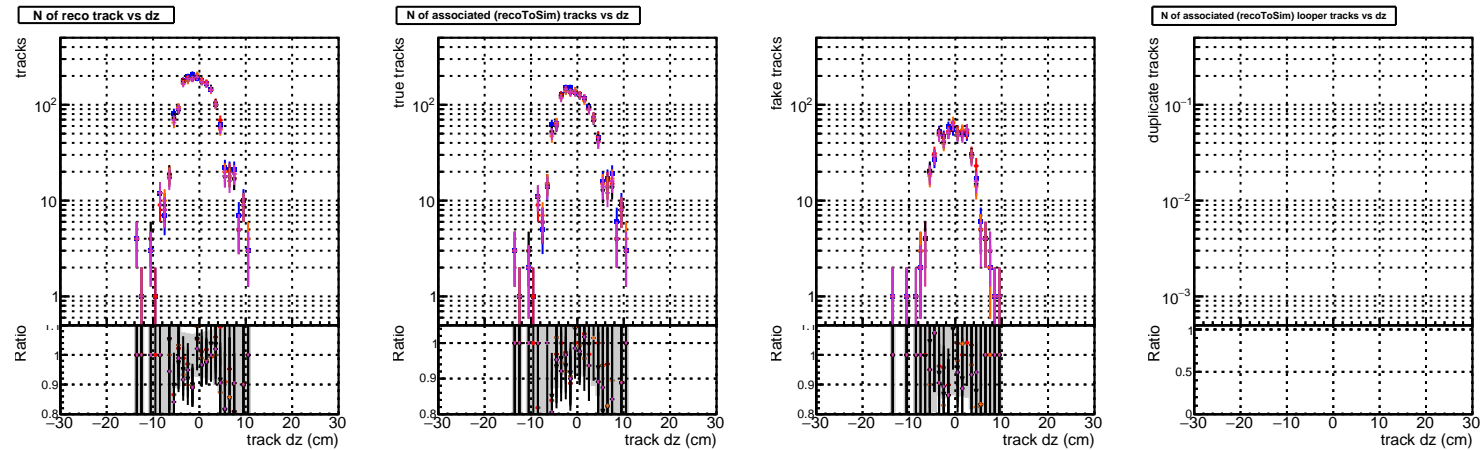 N of reco track vs dz
tracks
10²
10
1
Ratio
1.1
1
0.9
0.8
−30 −20 −10 0 10 20 30
track dz (cm)
N of associated (recoToSim) tracks vs dz
true tracks
10²
10
1
Ratio
1
0.9
0.8
−30 −20 −10 0 10 20 30
track dz (cm)
fake tracks
10²
10
1
Ratio
1.1
1
0.9
0.8
−30 −20 −10 0 10 20 30
track dz (cm)
N of associated (recoToSim) looper tracks vs dz
duplicate tracks
10⁻¹
10⁻²
10⁻³
Ratio
1
0.5
0
−30 −20 −10 0 10 20 30
track dz (cm)